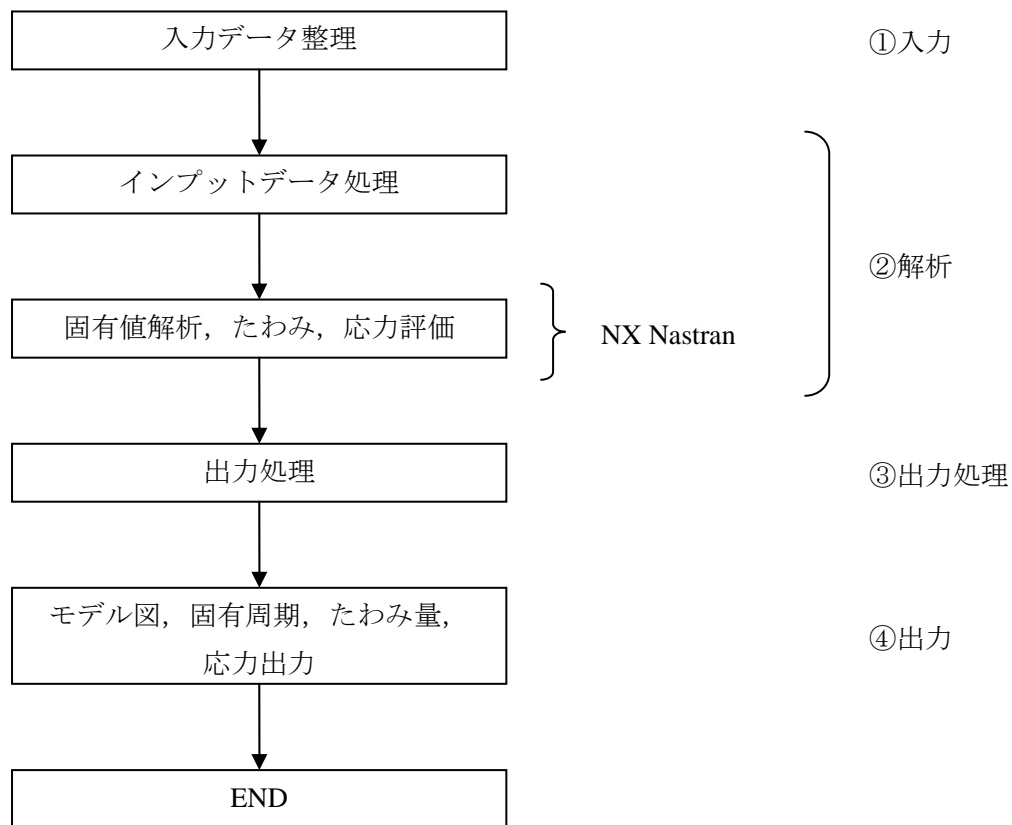 入力データ整理
①入力
インプットデータ処理
②解析
固有値解析，たわみ，応力評価
NX Nastran
出力処理
③出力処理
モデル図，固有周期，たわみ量，
応力出力
④出力
END